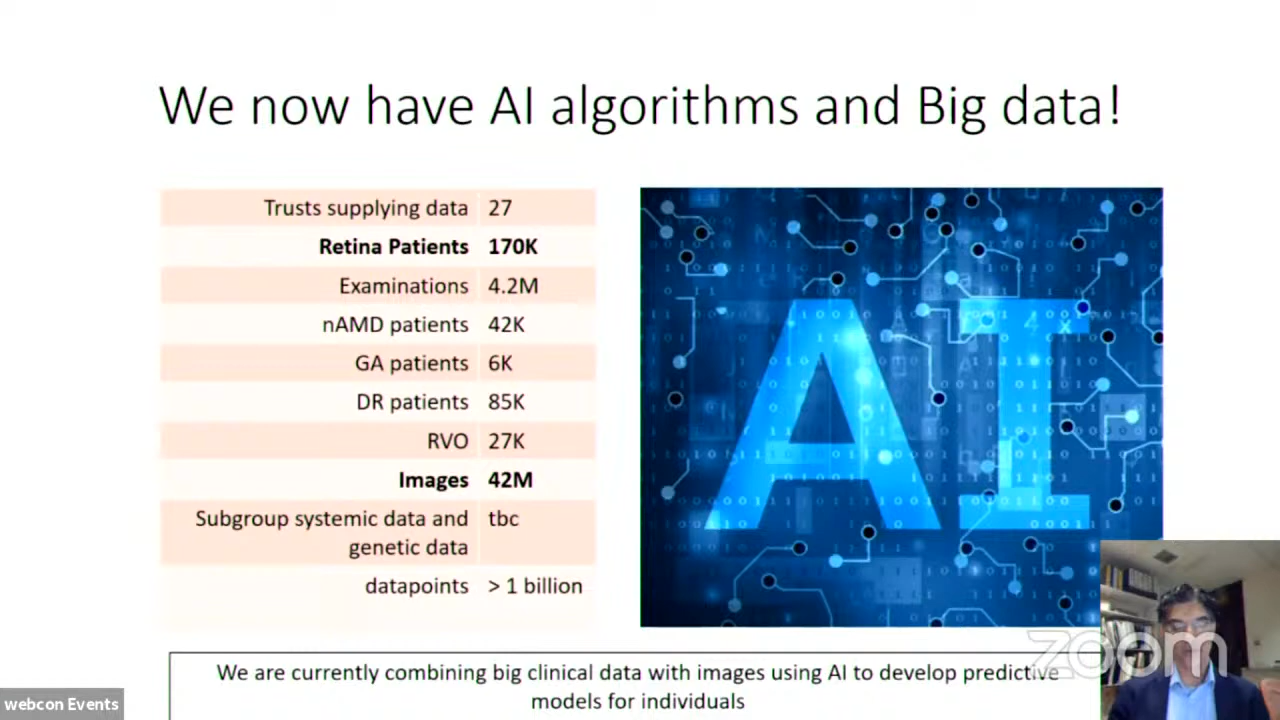 We now have AI algorithms and Big data!
Trusts supplying data 27
Retina Patients 170K
Examinations 4.2M
nAMD patients 42K
GA patients 6K
DR patients 85K
RVO 27K
Images 42M
Subgroup systemic data and tbc
genetic data
datapoints > 1 billion
AI
We are currently combining big clinical data with images using AI to develop predictive
models for individuals
zoom
webcon Events